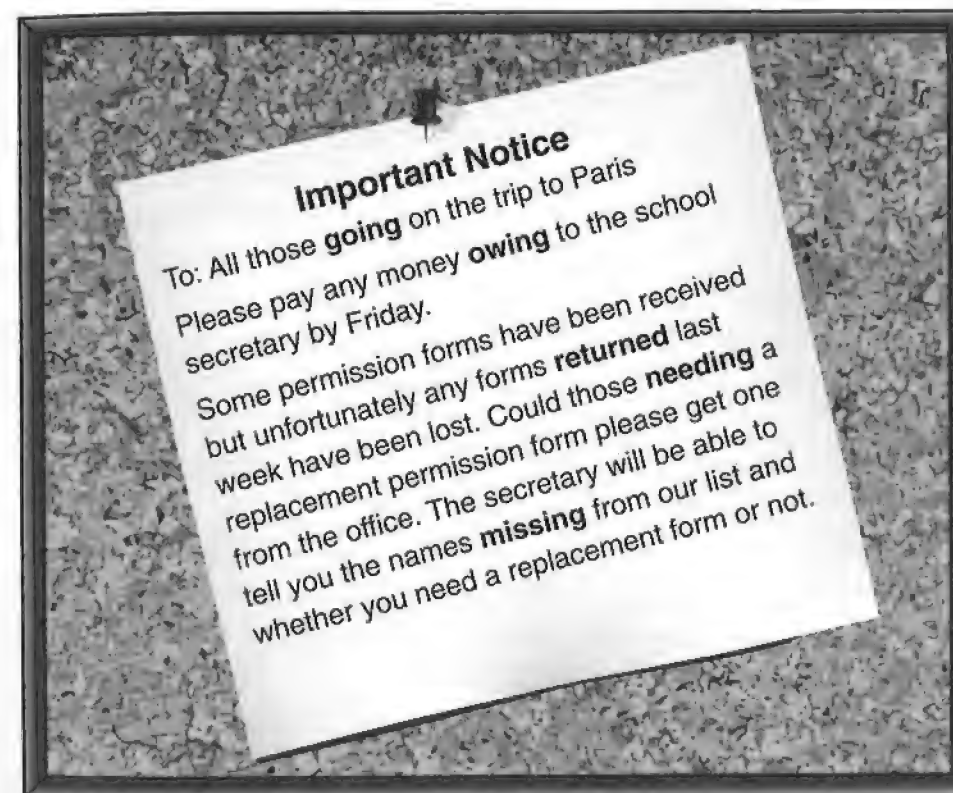 Important Notice
To: All those going on the trip to Paris
Please pay any money owing to the school
secretary by Friday.
Some permission forms have been received
but unfortunately any forms returned last
week have been lost. Could those needing a
replacement permission form please get one
from the office. The secretary will be able to
tell you the names missing from our list and
whether you need a replacement form or not.